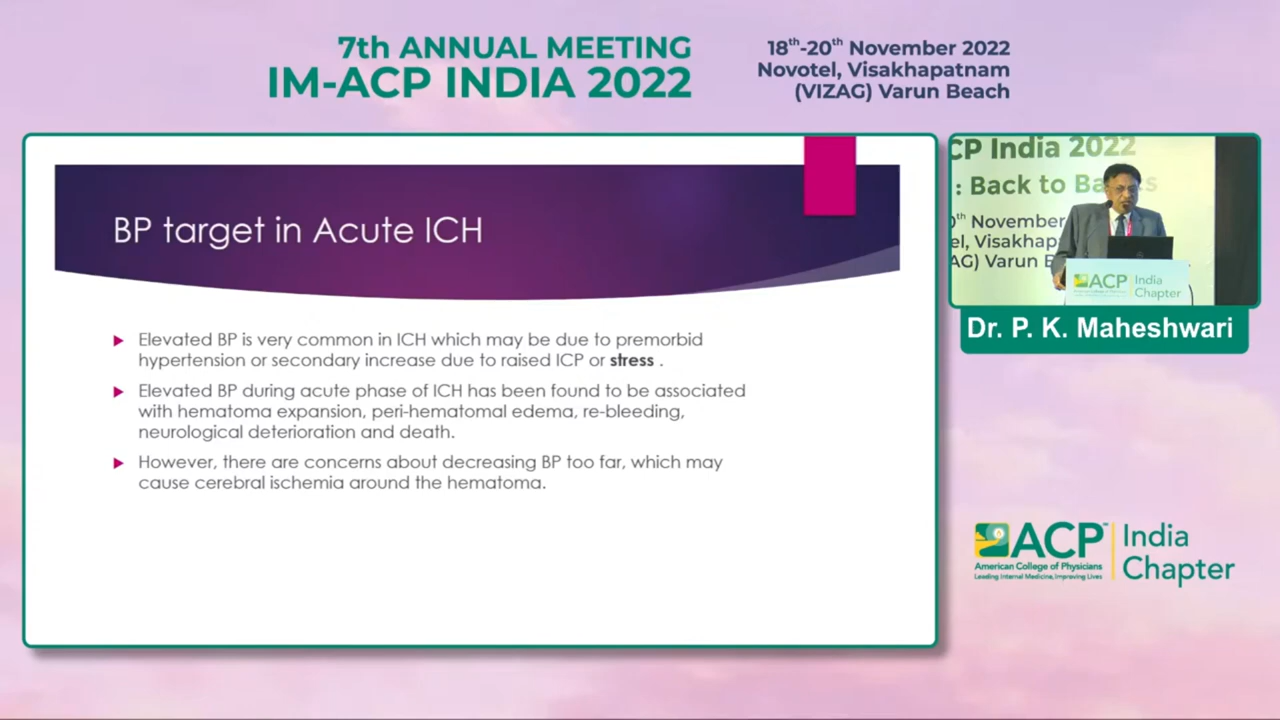 7th ANNUAL MEETING
IM-ACP INDIA 2022
18th-20th November 2022
Novotel, Visakhapatnam
(VIZAG) Varun Beach
BP target in Acute ICH
Elevated BP is very common in ICH which may be due to premorbid
hypertension or secondary increase due to raised ICP or stress .
Elevated BP during acute phase of ICH has been found to be associated
with hematoma expansion, peri-hematomal edema, re-bleeding,
neurological deterioration and death.
However, there are concerns about decreasing BP too far, which may
cause cerebral ischemia around the hematoma.
CP India 2022
: Back to Ba s
0th November
el, Visakhap
AG) Varun B
ACP India
Chapter
Dr. P. K. Maheshwari
ACP™ India
Chapter
American College of Physicians
Leading Internal Medicine, Improving Lives